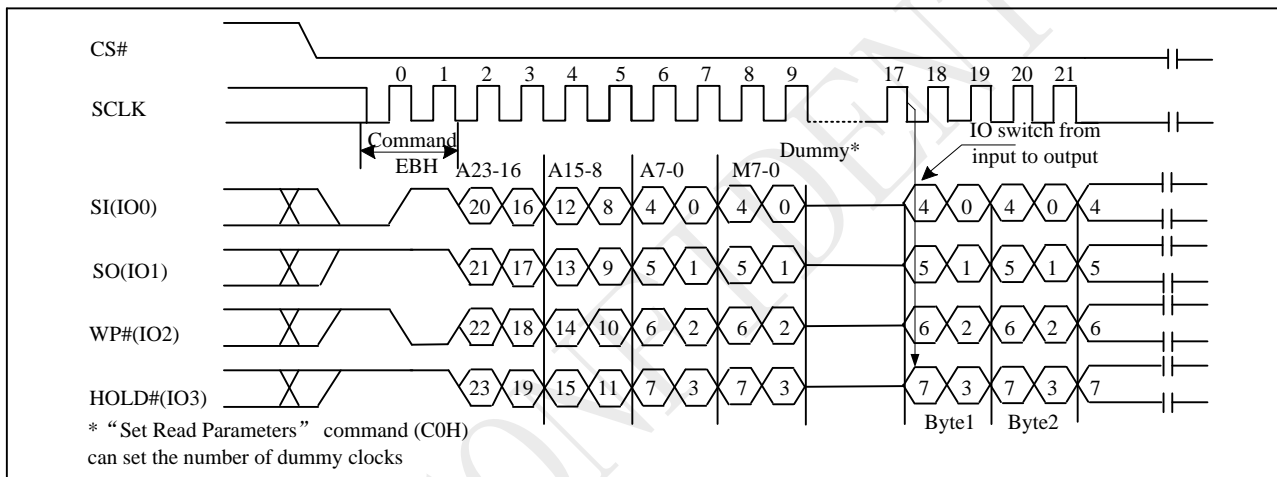 CS#
0 1 2 3 4 5 6 7 8 9 17 18 19 20 21
SCLK
Command
EBH
Dummy*
IO switch from
input to output
A23-16 A15-8 A7-0 M7-0
SI(IO0) 20 16 12 8 4 0 4 0 4 0 4 0 4
SO(IO1) 21 17 13 9 5 1 5 1 5 1 5 1 5
WP#(IO2) 22 18 14 10 6 2 6 2 6 2 6 2 6
HOLD#(IO3) 23 19 15 11 7 3 7 3 7 3 7 3 7
Byte1 Byte2
* “Set Read Parameters” command (C0H)
can set the number of dummy clocks